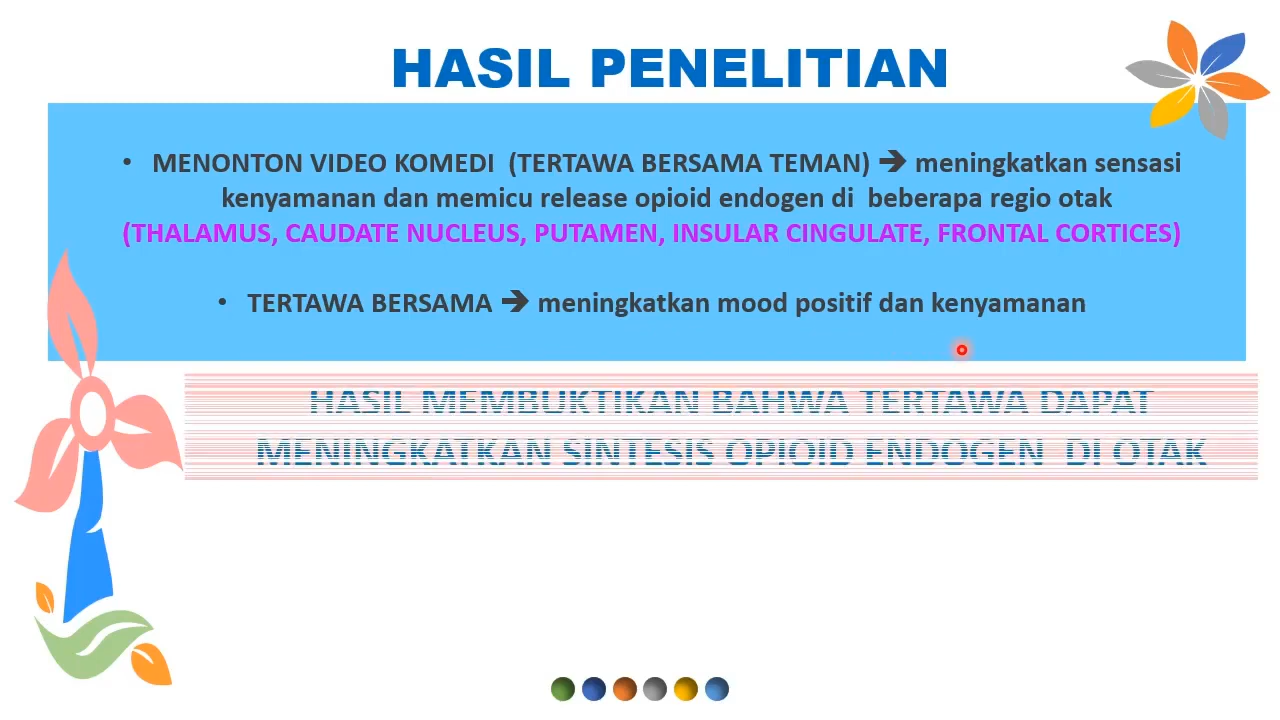 HASIL PENELITIAN
• MENONTON VIDEO KOMEDI (TERTAWA BERSAMA TEMAN) ➔ meningkatkan sensasi
kenyamanan dan memicu release opioid endogen di beberapa regio otak
(THALAMUS, CAUDATE NUCLEUS, PUTAMEN, INSULAR CINGULATE, FRONTAL CORTICES)
• TERTAWA BERSAMA ➔ meningkatkan mood positif dan kenyamanan
HASIL MEMBUKTIKAN BAHWA TERTAWA DAPAT
MENINGKATKAN SINTESIS OPIOID ENDOGEN DI OTAK